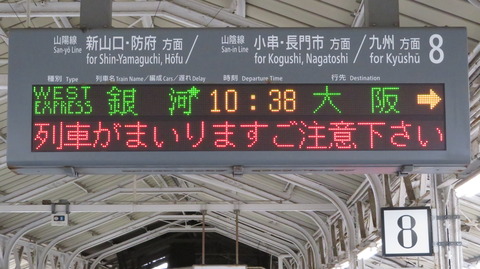 山陽線 新山口・防府 方面 山陰線 小串・長門市 方面 / 九州 方面 8
San-yō Line for Shin-Yamaguchi, Hōfu San-in Line for Kogushi, Nagatoshi for Kyūshū
種別 Type 列車名 Train Name / 編成 Cars / 遅れ Delay 時刻 Departure Time 行先 Destination
WEST EXPRESS 銀河 10:38 大阪 ➡
列車がまいりますご注意下さい
8